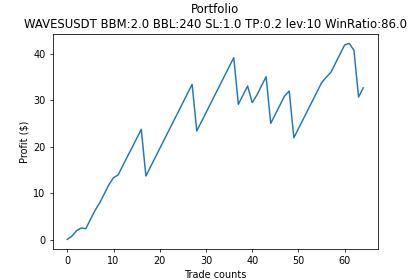 Portfolio
WAVESUSDT BBM:2.0 BBL:240 SL:1.0 TP:0.2 lev:10 WinRatio:86.0
40
30
20
10
0
Profit ($)
0 10 20 30 40 50 60
Trade counts